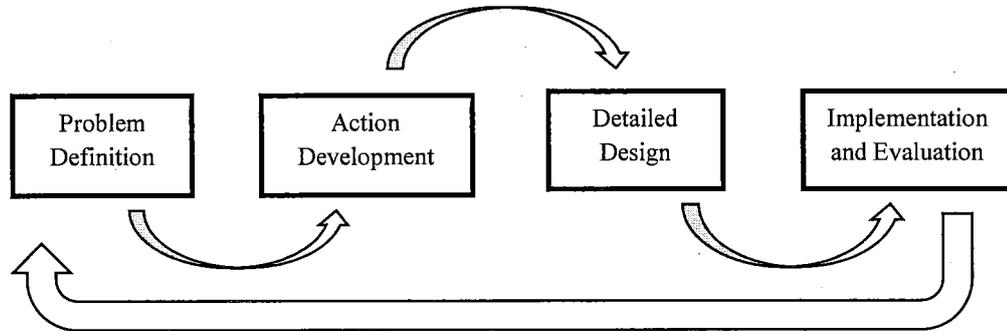 Problem
Definition
Action
Development
Detailed
Design
Implementation
and Evaluation